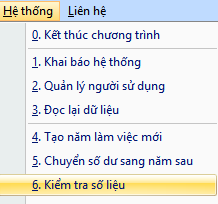 Hệ thống Liên hệ
0. Kết thúc chương trình
1. Khai báo hệ thống
2. Quản lý người sử dụng
3. Đọc lại dữ liệu
4. Tạo năm làm việc mới
5. Chuyển số dư sang năm sau
6. Kiểm tra số liệu